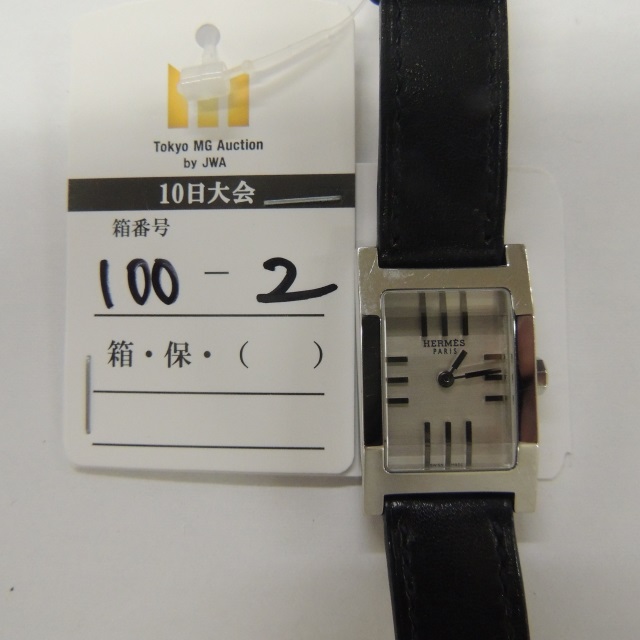 Tokyo MG Auction
by JWA
10日大会
箱番号
100 - 2
箱・保・(    )
HERMÈS
PARIS